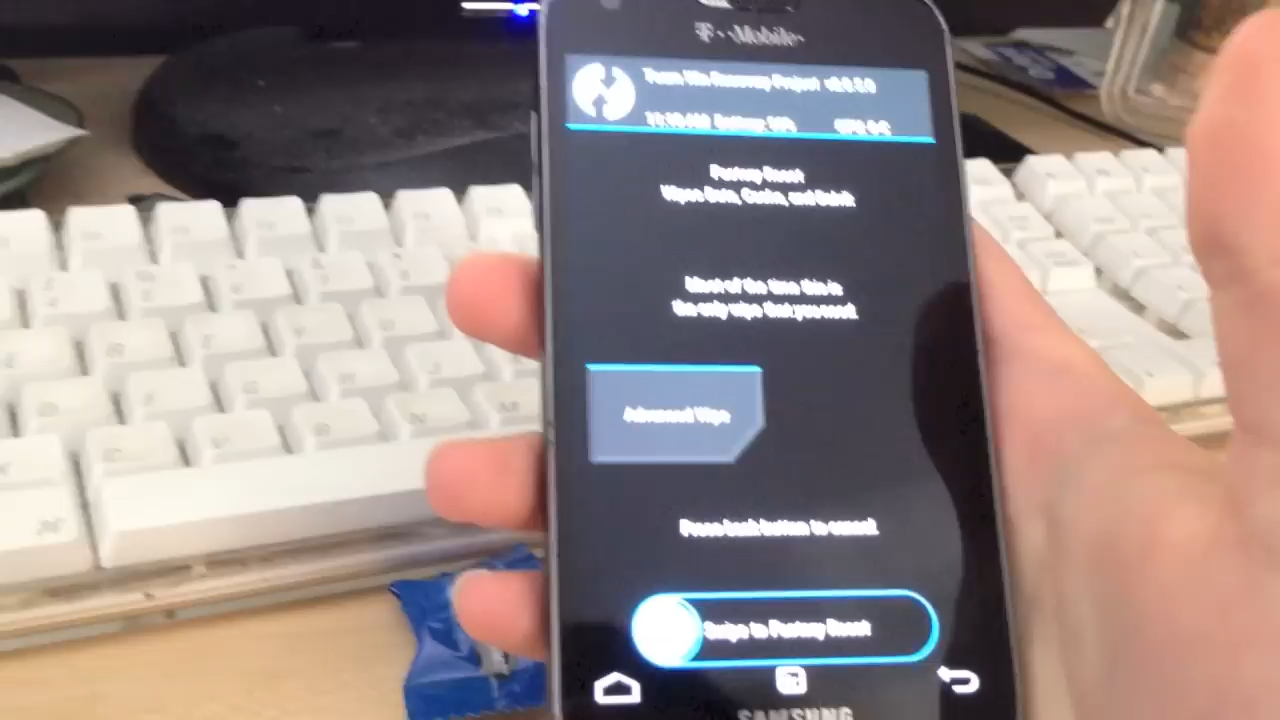 T-Mobile
Team Win Recovery Project
Factory Reset
Wipes Data, Cache, and Dalvik
Most of the time this is
the only wipe that you need.
Advanced Wipe
Press back button to cancel.
Swipe to Factory Reset
SAMSUNG